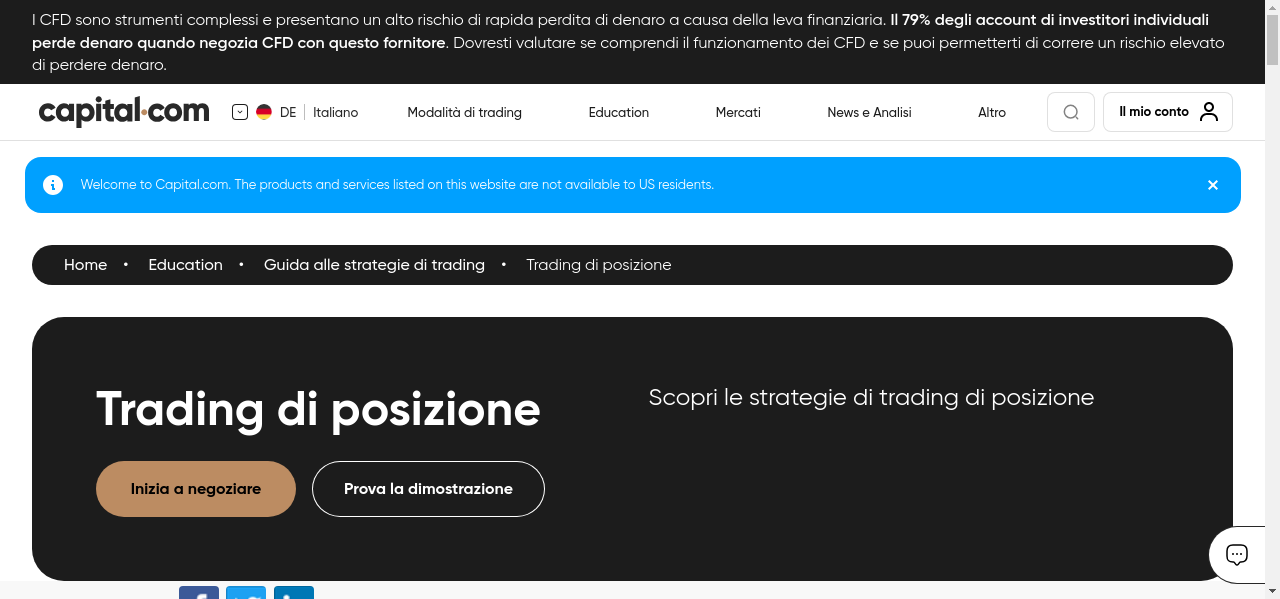 I CFD sono strumenti complessi e presentano un alto rischio di rapida perdita di denaro a causa della leva finanziaria. Il 79% degli account di investitori individuali
perde denaro quando negozia CFD con questo fornitore. Dovresti valutare se comprendi il funzionamento dei CFD e se puoi permetterti di correre un rischio elevato
di perdere denaro.
capital.com DE Italiano Modalità di trading Education Mercati News e Analisi Altro Il mio conto
Welcome to Capital.com. The products and services listed on this website are not available to US residents.
Home • Education • Guida alle strategie di trading • Trading di posizione
Trading di posizione
Scopri le strategie di trading di posizione
Inizia a negoziare Prova la dimostrazione